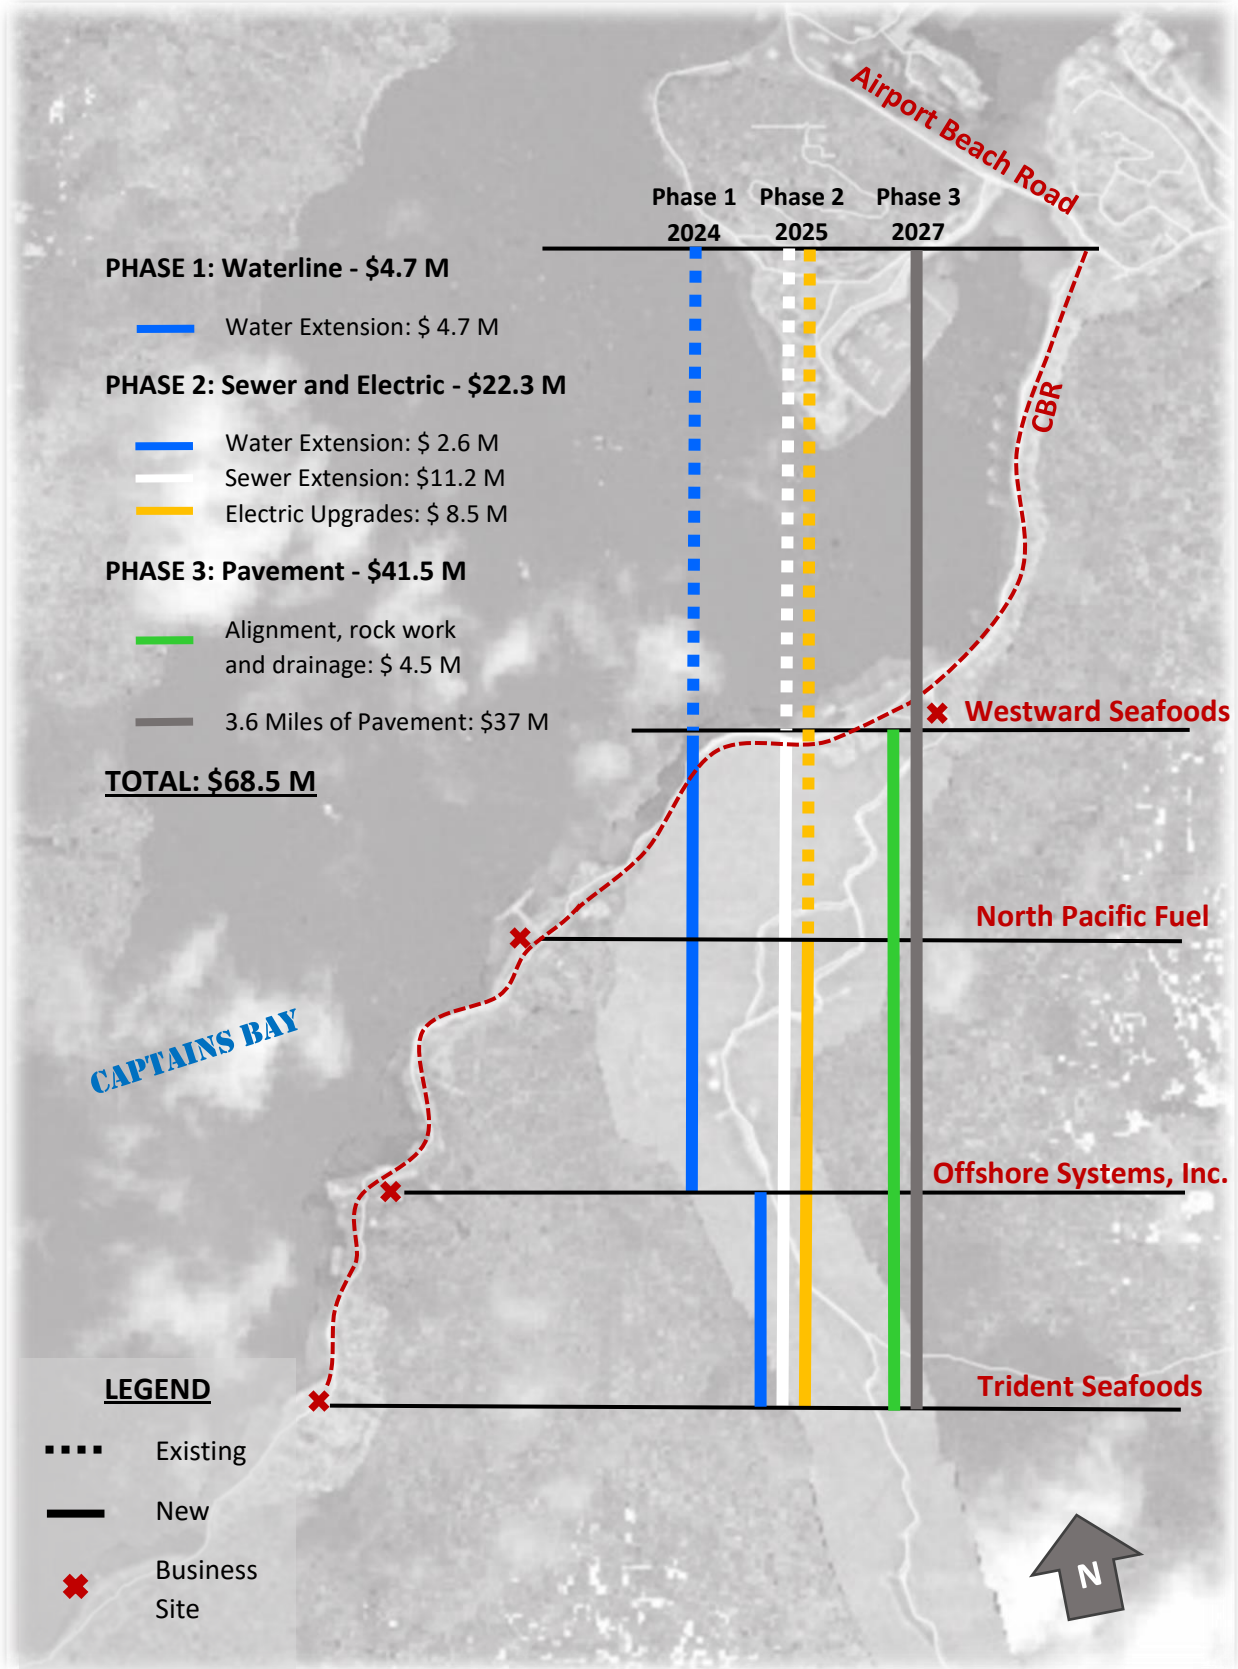 Airport Beach Road
Phase 1 Phase 2 Phase 3
2024 2025 2027
PHASE 1: Waterline - $4.7 M
Water Extension: $ 4.7 M
PHASE 2: Sewer and Electric - $22.3 M
Water Extension: $ 2.6 M
Sewer Extension: $11.2 M
Electric Upgrades: $ 8.5 M
PHASE 3: Pavement - $41.5 M
Alignment, rock work
and drainage: $ 4.5 M
3.6 Miles of Pavement: $37 M
TOTAL: $68.5 M
CBR
Westward Seafoods
North Pacific Fuel
CAPTAINS BAY
Offshore Systems, Inc.
Trident Seafoods
LEGEND
Existing
New
Business
Site
N